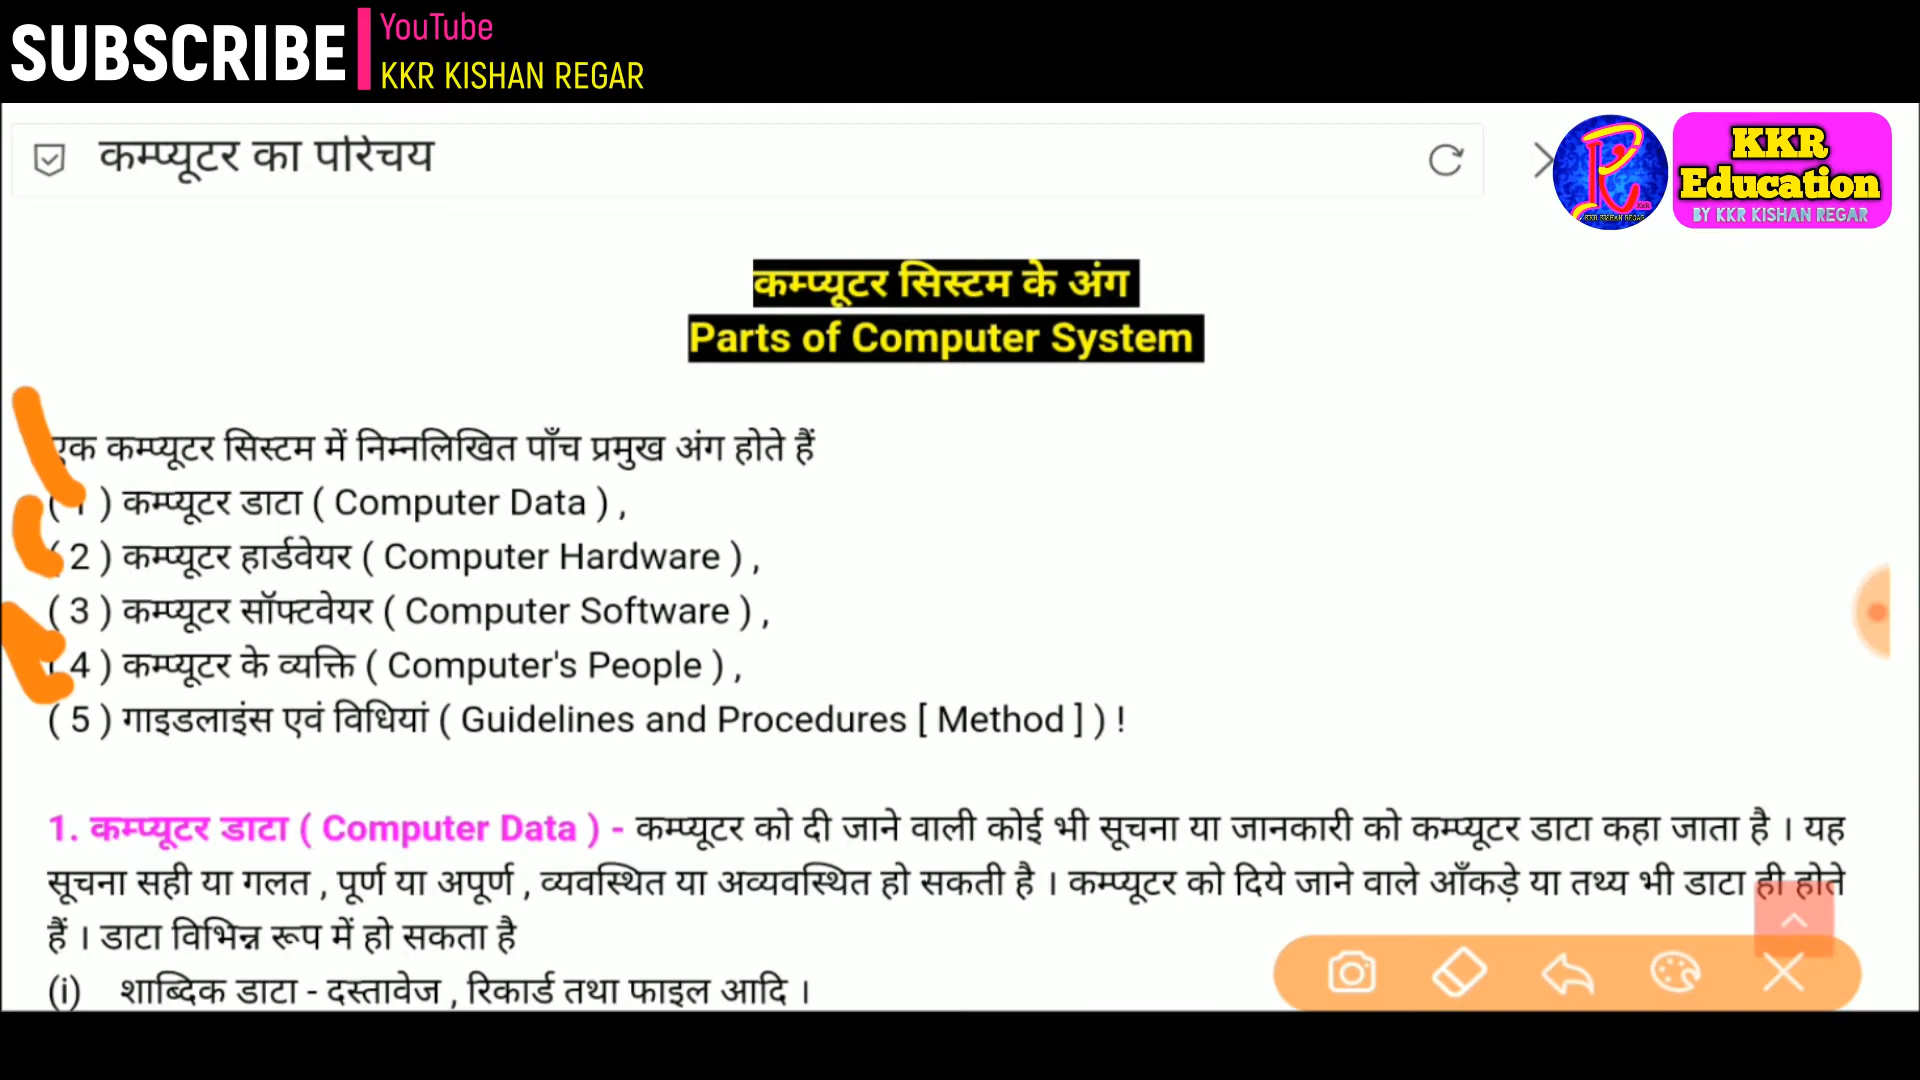 SUBSCRIBE
YouTube
KKR KISHAN REGAR
कम्प्यूटर का परिचय
KKR
Education
BY KKR KISHAN REGAR
कम्प्यूटर सिस्टम के अंग
Parts of Computer System
एक कम्प्यूटर सिस्टम में निम्नलिखित पाँच प्रमुख अंग होते हैं
( 1 ) कम्प्यूटर डाटा ( Computer Data ) ,
( 2 ) कम्प्यूटर हार्डवेयर ( Computer Hardware ) ,
( 3 ) कम्प्यूटर सॉफ्टवेयर ( Computer Software ) ,
( 4 ) कम्प्यूटर के व्यक्ति ( Computer's People ) ,
( 5 ) गाइडलाइंस एवं विधियां ( Guidelines and Procedures [ Method ] ) !
1. कम्प्यूटर डाटा ( Computer Data ) - कम्प्यूटर को दी जाने वाली कोई भी सूचना या जानकारी को कम्प्यूटर डाटा कहा जाता है । यह
सूचना सही या गलत , पूर्ण या अपूर्ण , व्यवस्थित या अव्यवस्थित हो सकती है । कम्प्यूटर को दिये जाने वाले आँकड़े या तथ्य भी डाटा ही होते
हैं । डाटा विभिन्न रूप में हो सकता है
(i) शाब्दिक डाटा - दस्तावेज , रिकार्ड तथा फाइल आदि ।